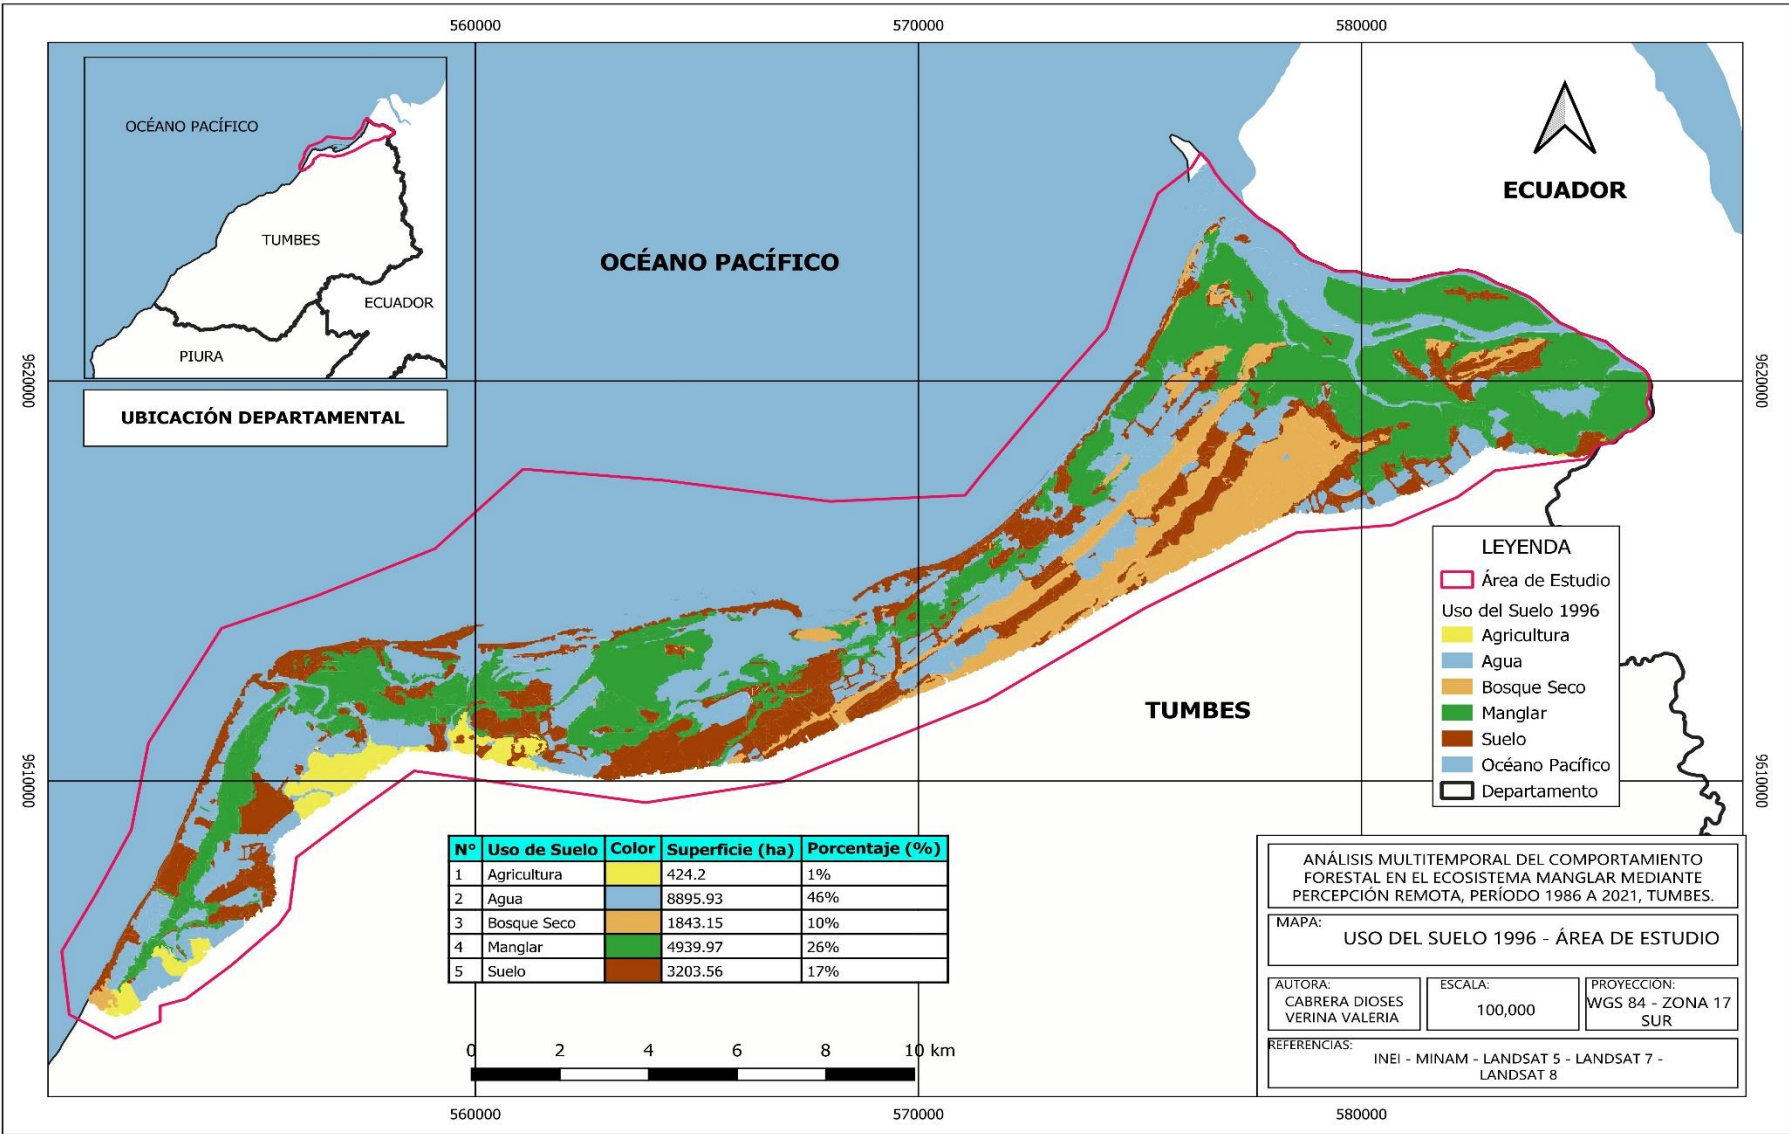 560000
570000
580000
OCÉANO PACÍFICO
TUMBES
ECUADOR
PIURA
UBICACIÓN DEPARTAMENTAL
OCÉANO PACÍFICO
ECUADOR
TUMBES
9620000
9620000
9610000
9610000
LEYENDA
Área de Estudio
Uso del Suelo 1996
Agricultura
Agua
Bosque Seco
Manglar
Suelo
Océano Pacífico
Departamento
N° Uso de Suelo Color Superficie (ha) Porcentaje (%)
1 Agricultura 424.2 1%
2 Agua 8895.93 46%
3 Bosque Seco 1843.15 10%
4 Manglar 4939.97 26%
5 Suelo 3203.56 17%
0 2 4 6 8 10 km
ANÁLISIS MULTITEMPORAL DEL COMPORTAMIENTO
FORESTAL EN EL ECOSISTEMA MANGLAR MEDIANTE
PERCEPCIÓN REMOTA, PERÍODO 1986 A 2021, TUMBES.
MAPA:
USO DEL SUELO 1996 - ÁREA DE ESTUDIO
AUTORA:
CABRERA DIOSES
VERINA VALERIA
ESCALA:
100,000
PROYECCIÓN:
WGS 84 - ZONA 17
SUR
REFERENCIAS:
INEI - MINAM - LANDSAT 5 - LANDSAT 7 -
LANDSAT 8
560000
570000
580000